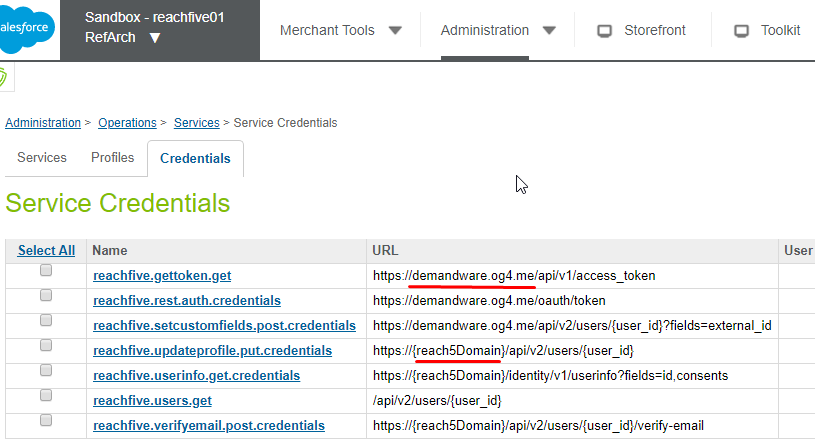 alesforce
Sandbox - reachfive01
RefArch ▼
Merchant Tools
Administration
Storefront
Toolkit
Administration > Operations > Services > Service Credentials
Services Profiles Credentials
Service Credentials
Select All Name URL User
reachfive.gettoken.get https://demandware.og4.me/api/v1/access_token
reachfive.rest.auth.credentials https://demandware.og4.me/oauth/token
reachfive.setcustomfields.post.credentials https://demandware.og4.me/api/v2/users/{user_id}?fields=external_id
reachfive.updateprofile.put.credentials https://{reach5Domain}/api/v2/users/{user_id}
reachfive.userinfo.get.credentials https://{reach5Domain}/identity/v1/userinfo?fields=id,consents
reachfive.users.get /api/v2/users/{user_id}
reachfive.verifyemail.post.credentials https://{reach5Domain}/api/v2/users/{user_id}/verify-email